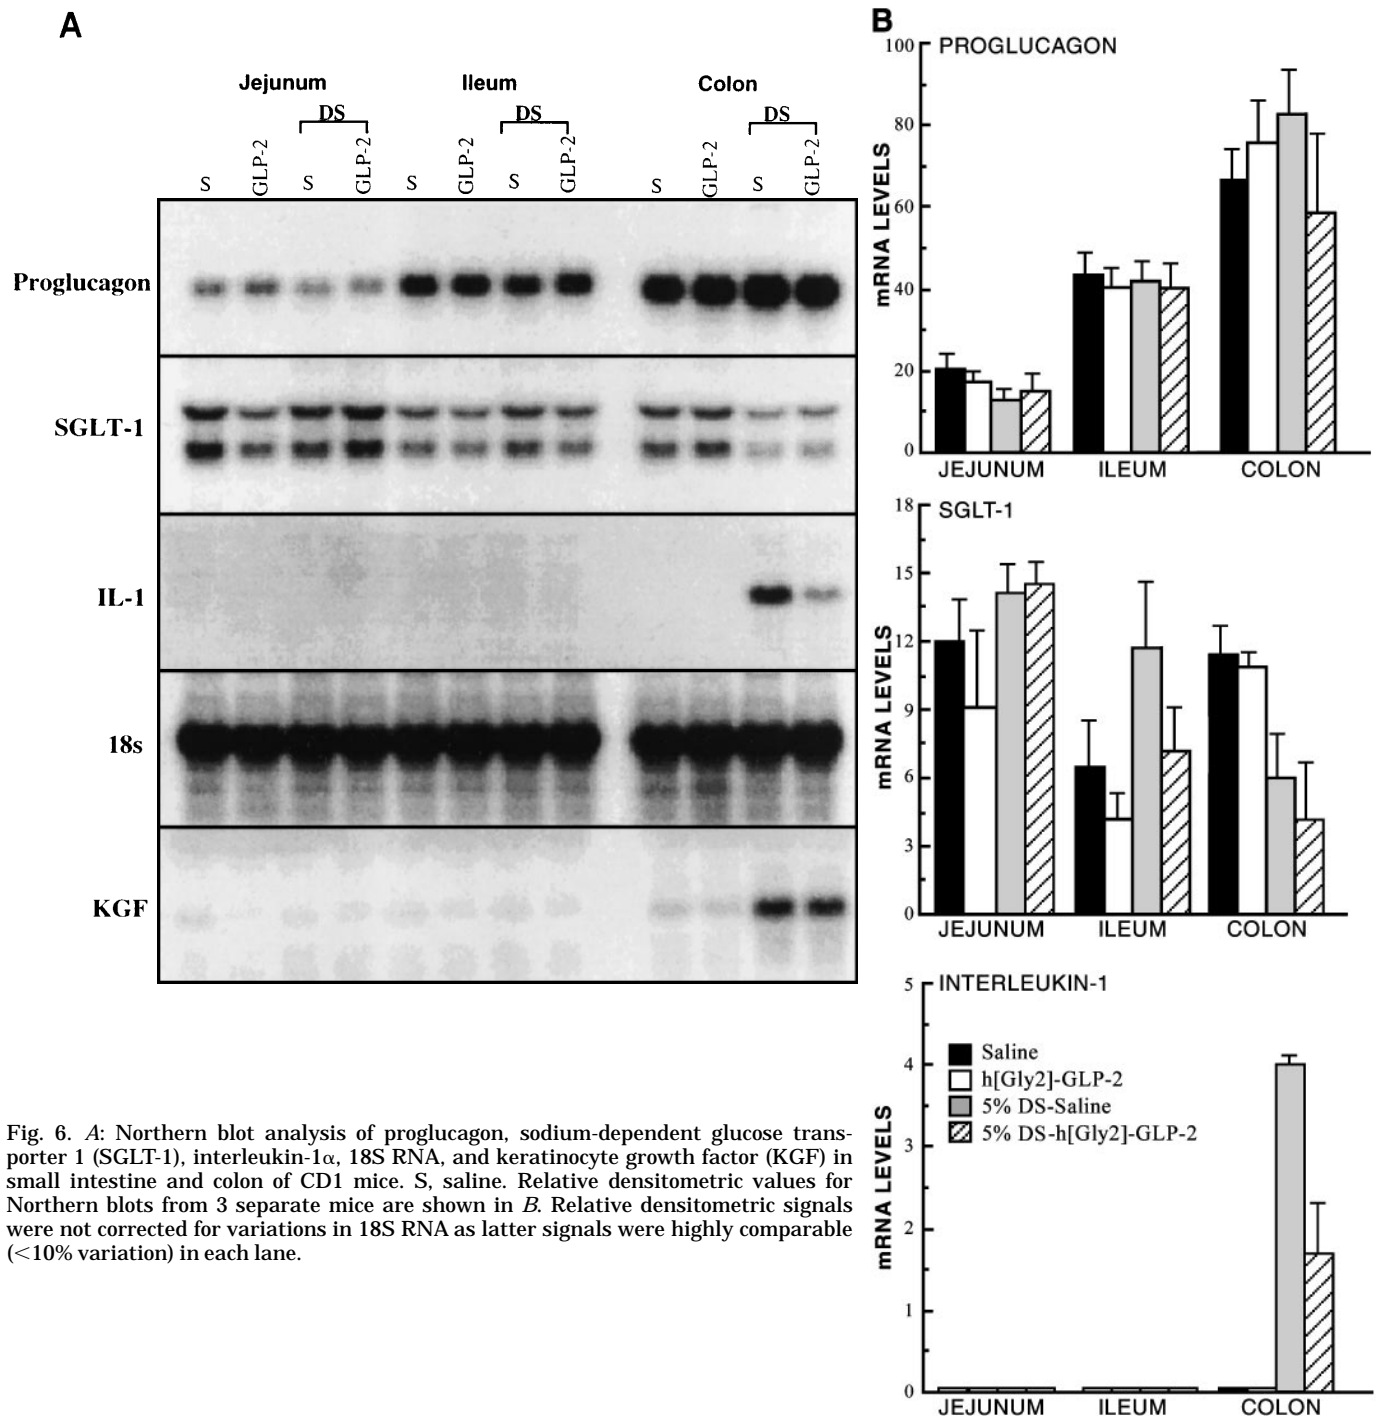 A
Jejunum Ileum Colon
DS DS DS
S GLP-2 S GLP-2 S GLP-2 S GLP-2 S GLP-2 S GLP-2
Proglucagon
SGLT-1
IL-1
18s
KGF
B
PROGLUCAGON
mRNA LEVELS
100
80
60
40
20
0
JEJUNUM ILEUM COLON
SGLT-1
mRNA LEVELS
18
15
12
9
6
3
0
JEJUNUM ILEUM COLON
INTERLEUKIN-1
mRNA LEVELS
5
4
3
2
1
0
Saline
h[Gly2]-GLP-2
5% DS-Saline
5% DS-h[Gly2]-GLP-2
JEJUNUM ILEUM COLON
Fig. 6. A: Northern blot analysis of proglucagon, sodium-dependent glucose trans-
porter 1 (SGLT-1), interleukin-1α, 18S RNA, and keratinocyte growth factor (KGF) in
small intestine and colon of CD1 mice. S, saline. Relative densitometric values for
Northern blots from 3 separate mice are shown in B. Relative densitometric signals
were not corrected for variations in 18S RNA as latter signals were highly comparable
(<10% variation) in each lane.